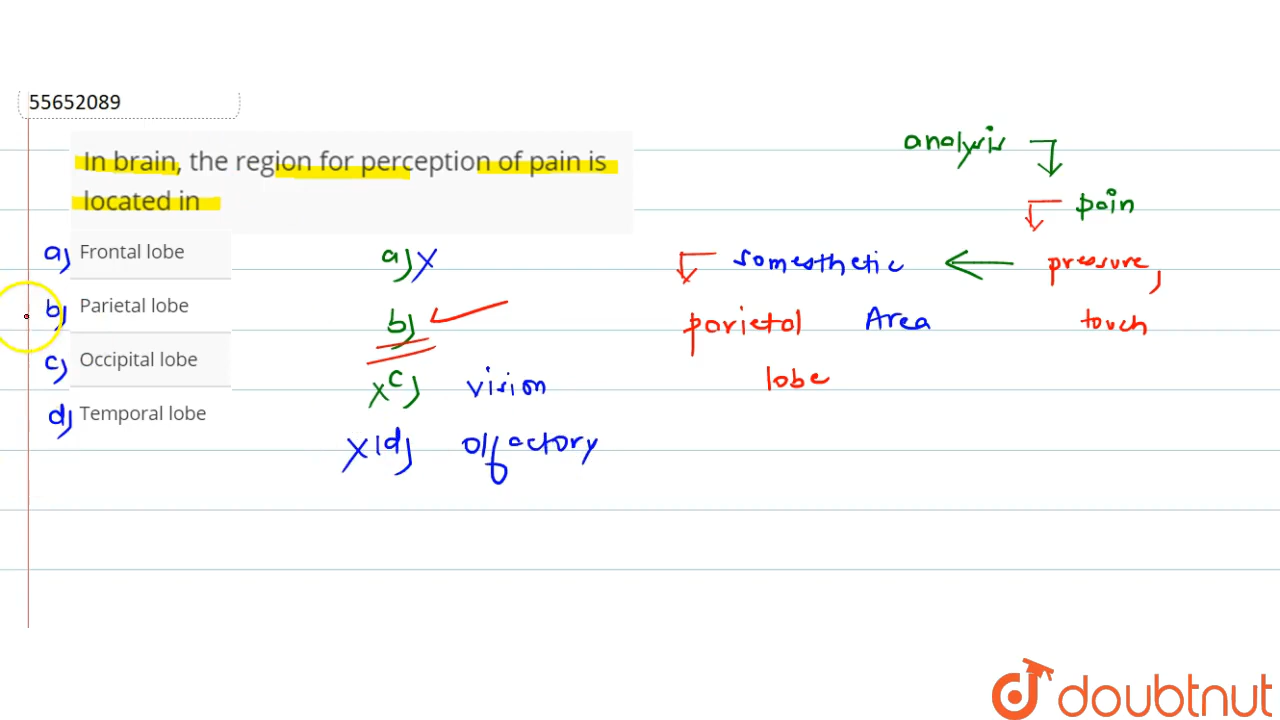 55652089
In brain, the region for perception of pain is
located in
a) Frontal lobe
b) Parietal lobe
c) Occipital lobe
d) Temporal lobe
a) x
b)
x c) vision
x d) olfactory
analysis
pain
pressure,
touch
somesthetic
Area
parietal
lobe
doubtnut